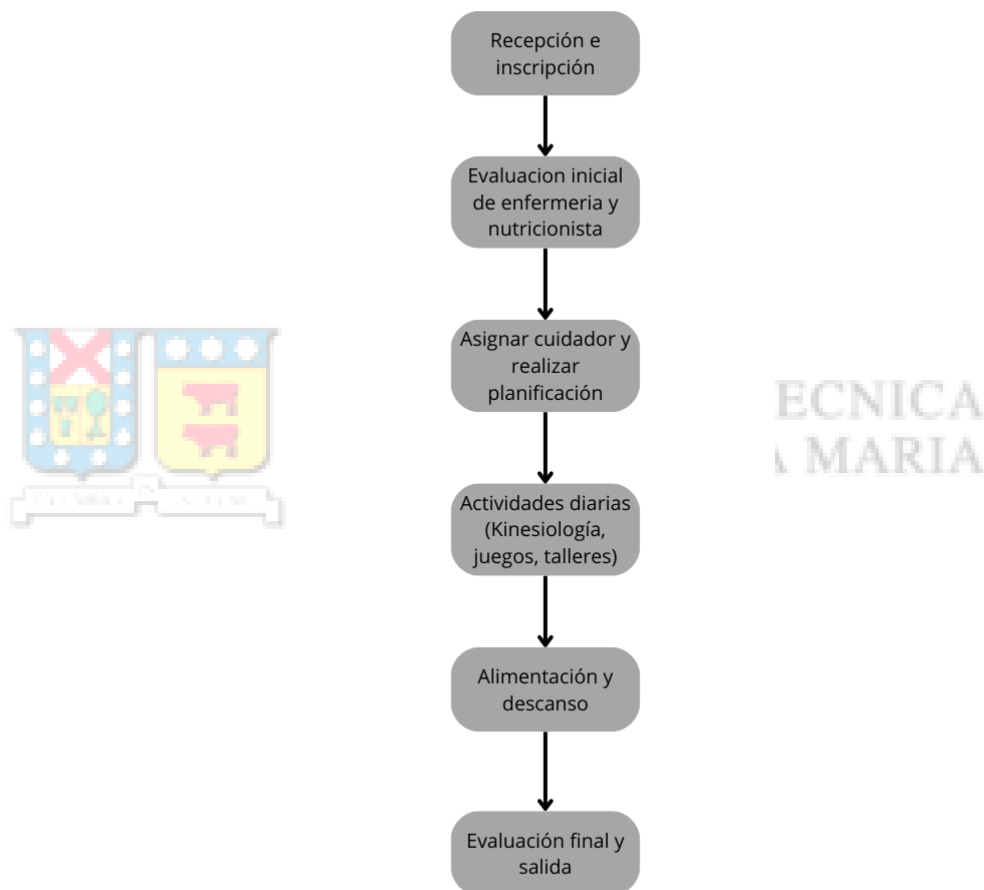 Recepción e
inscripción
Evaluacion inicial
de enfermeria y
nutricionista
Asignar cuidador y
realizar
planificación
ECNICA
MARIA
Actividades diarias
(Kinesiología,
juegos, talleres)
Alimentación y
descanso
Evaluación final y
salida